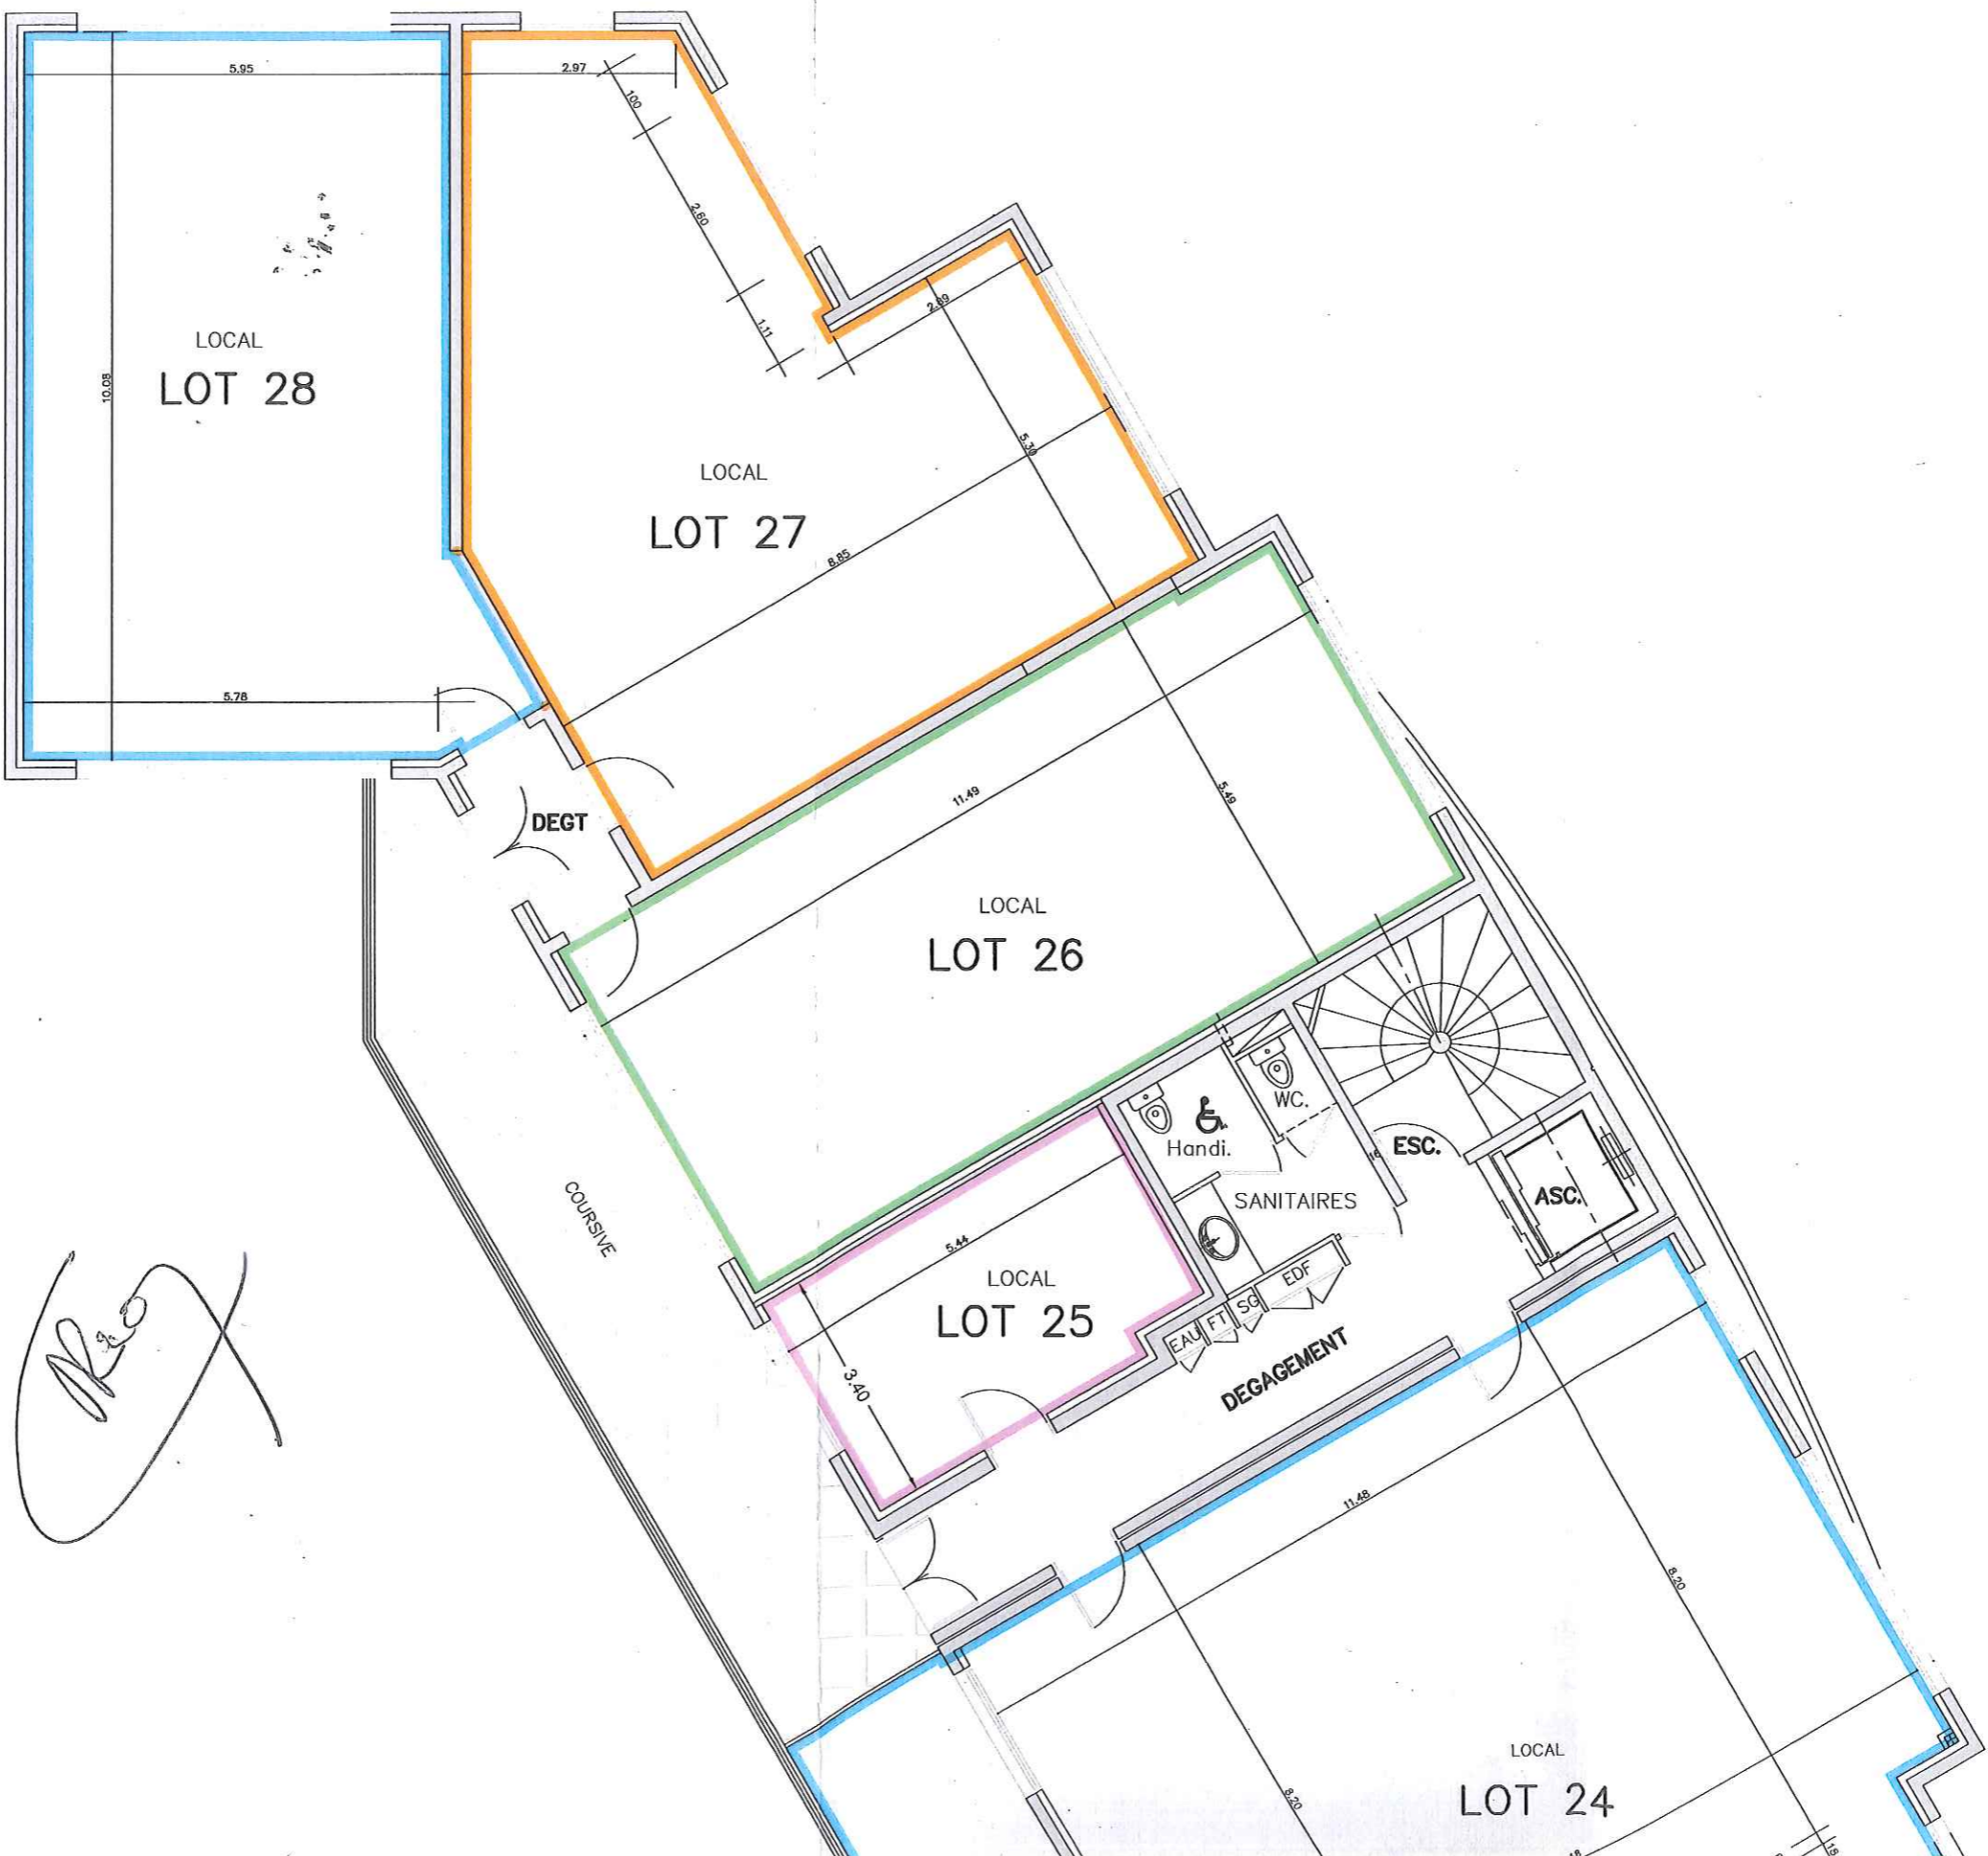 5.95
2.97
100
2.60
1.11
2.89
LOCAL
LOT 28
10.08
5.30
LOCAL
LOT 27
8.85
5.78
DEGT
11.49
5.49
LOCAL
LOT 26
WC.
Handi.
16
ESC.
SANITAIRES
ASC.
COURSIVE
5.44
LOCAL
LOT 25
EAU
FT
SG
EDF
3.40
DEGAGEMENT
11.48
8.20
8.20
LOCAL
LOT 24
18